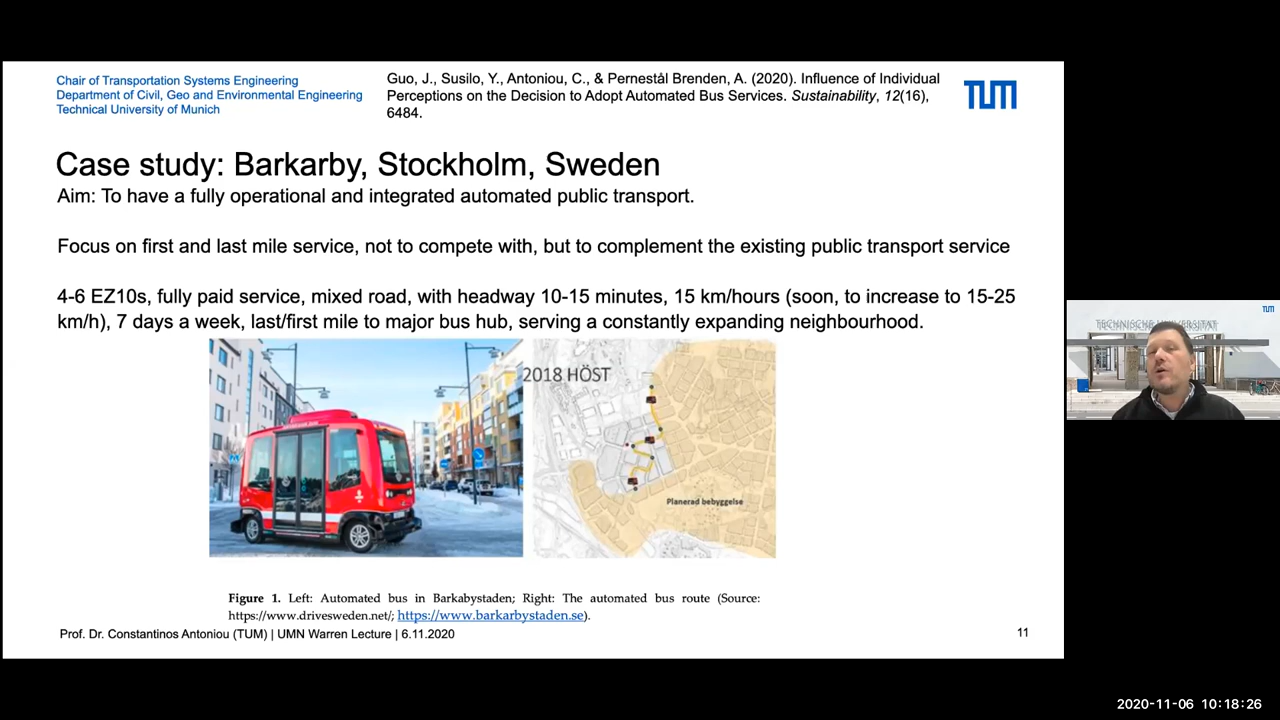 Chair of Transportation Systems Engineering
Department of Civil, Geo and Environmental Engineering
Technical University of Munich
Guo, J., Susilo, Y., Antoniou, C., & Pernestål Brenden, A. (2020). Influence of Individual
Perceptions on the Decision to Adopt Automated Bus Services. Sustainability, 12(16),
6484.
TUM
Case study: Barkarby, Stockholm, Sweden
Aim: To have a fully operational and integrated automated public transport.
Focus on first and last mile service, not to compete with, but to complement the existing public transport service
4-6 EZ10s, fully paid service, mixed road, with headway 10-15 minutes, 15 km/hours (soon, to increase to 15-25
km/h), 7 days a week, last/first mile to major bus hub, serving a constantly expanding neighbourhood.
2018 HÖST
Planerad bebyggelse
Figure 1. Left: Automated bus in Barkabystaden; Right: The automated bus route (Source:
https://www.drivesweden.net/; https://www.barkarbystaden.se).
Prof. Dr. Constantinos Antoniou (TUM) | UMN Warren Lecture | 6.11.2020
11
TUM
TECHNISCHE UNIVERSITÄT
2020-11-06 10:18:26